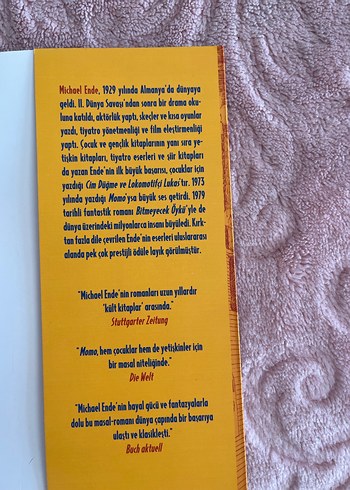 Michael Ende, 1929 yılında Almanya'da dünyaya
geldi. II. Dünya Savaşı'ndan sonra bir drama oku-
luna katıldı, aktörlük yaptı, skeçler ve kısa oyunlar
yazdı, tiyatro yönetmenliği ve film eleştirmenliği
yaptı. Çocuk ve gençlik kitaplarının yanı sıra ye-
tişkin kitapları, tiyatro eserleri ve şiir kitapları
da yazan Ende'nin ilk büyük başarısı, çocuklar için
yazdığı Cim Düğme ve Lokomotifçi Lukas'tır. 1973
yılında yazdığı Momo'ysa büyük ses getirdi. 1979
tarihli fantastik romanı Bitmeyecek Öykü'yle de
dünya üzerindeki milyonlarca insanı büyüledi. Kırk-
tan fazla dile çevrilen Ende'nin eserleri uluslararası
alanda pek çok prestijli ödüle layık görülmüştür.
"Michael Ende'nin romanları uzun yıllardır
'kült kitaplar' arasında."
Stuttgarter Zeitung
"Momo, hem çocuklar hem de yetişkinler için
bir masal niteliğinde."
Die Welt
"Michael Ende'nin hayal gücü ve fantazyalarla
dolu bu masal-romanı dünya çapında bir başarıya
ulaştı ve klasikleşti."
Buch aktuell